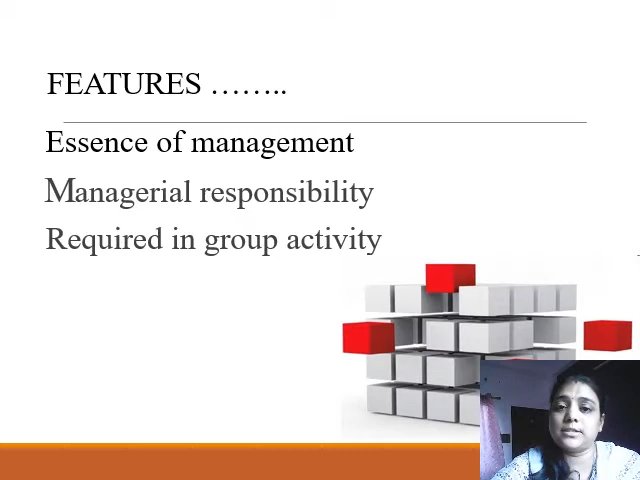 FEATURES ……..
Essence of management
Managerial responsibility
Required in group activity